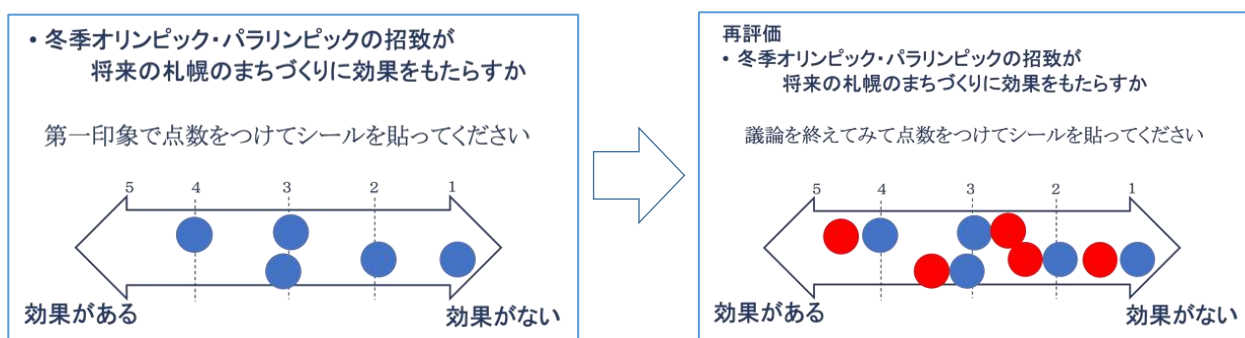 • 冬季オリンピック・パラリンピックの招致が
将来の札幌のまちづくりに効果をもたらすか
第一印象で点数をつけてシールを貼ってください
5 4 3 2 1
効果がある 効果がない
再評価
• 冬季オリンピック・パラリンピックの招致が
将来の札幌のまちづくりに効果をもたらすか
議論を終えてみて点数をつけてシールを貼ってください
5 4 3 2 1
効果がある 効果がない